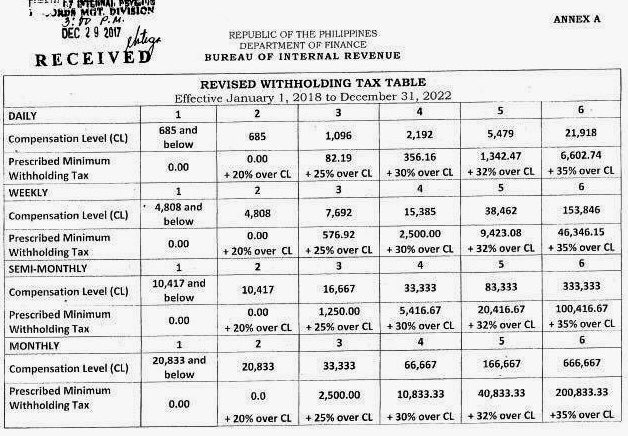 DEC 29 2017
RECEIVED
ANNEX A
REPUBLIC OF THE PHILIPPINES
DEPARTMENT OF FINANCE
BUREAU OF INTERNAL REVENUE
REVISED WITHHOLDING TAX TABLE
Effective January 1, 2018 to December 31, 2022
DAILY 1 2 3 4 5 6
Compensation Level (CL) 685 and below 685 1,096 2,192 5,479 21,918
Prescribed Minimum Withholding Tax 0.00 0.00 +20% over CL 82.19 +25% over CL 356.16 +30% over CL 1,342.47 +32% over CL 6,602.74 +35% over CL
WEEKLY 1 2 3 4 5 6
Compensation Level (CL) 4,808 and below 4,808 7,692 15,385 38,462 153,846
Prescribed Minimum Withholding Tax 0.00 0.00 +20% over CL 576.92 +25% over CL 2,500.00 +30% over CL 9,423.08 +32% over CL 46,346.15 +35% over CL
SEMI-MONTHLY 1 2 3 4 5 6
Compensation Level (CL) 10,417 and below 10,417 16,667 33,333 83,333 333,333
Prescribed Minimum Withholding Tax 0.00 0.00 +20% over CL 1,250.00 +25% over CL 5,416.67 +30% over CL 20,416.67 +32% over CL 100,416.67 +35% over CL
MONTHLY 1 2 3 4 5 6
Compensation Level (CL) 20,833 and below 20,833 33,333 66,667 166,667 666,667
Prescribed Minimum Withholding Tax 0.00 0.0 +20% over CL 2,500.00 +25% over CL 10,833.33 +30% over CL 40,833.33 +32% over CL 200,833.33 +35% over CL